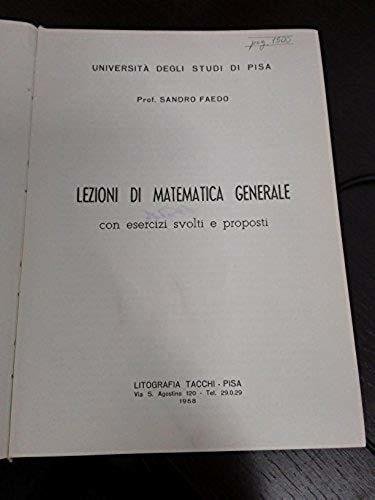 UNIVERSITÀ DEGLI STUDI DI PISA
Prof. SANDRO FAEDO
LEZIONI DI MATEMATICA GENERALE
con esercizi svolti e proposti
LITOGRAFIA TACCHI - PISA
Via S. Agostino 120 - Tel. 29.0.29
1968